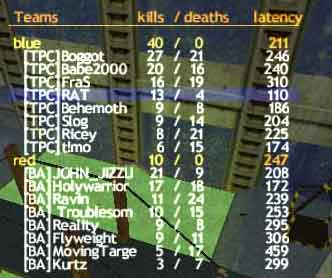 Teams kills / deaths latency
blue 40 / 0 211
[TPC]Boggot 27 / 21 246
[TPC]Babe2000 20 / 16 240
[TPC]FraS 16 / 19 310
[TPC]RAT 13 / 4 110
[TPC]Behemoth 9 / 8 186
[TPC]Slog 9 / 14 204
[TPC]Ricey 8 / 21 225
[TPC]t!mo 6 / 15 174
red 10 / 0 247
[BA]JOHN_JIZZU 21 / 9 208
[BA]Holywarrior 17 / 18 172
[BA]Ravin 11 / 24 239
[BA] Troublesom 10 / 15 253
[BA]Reality 9 / 8 295
[BA]Flyweight 9 / 11 306
[BA]MovingTarge 5 / 17 459
[BA]Kurtz 3 / 7 299